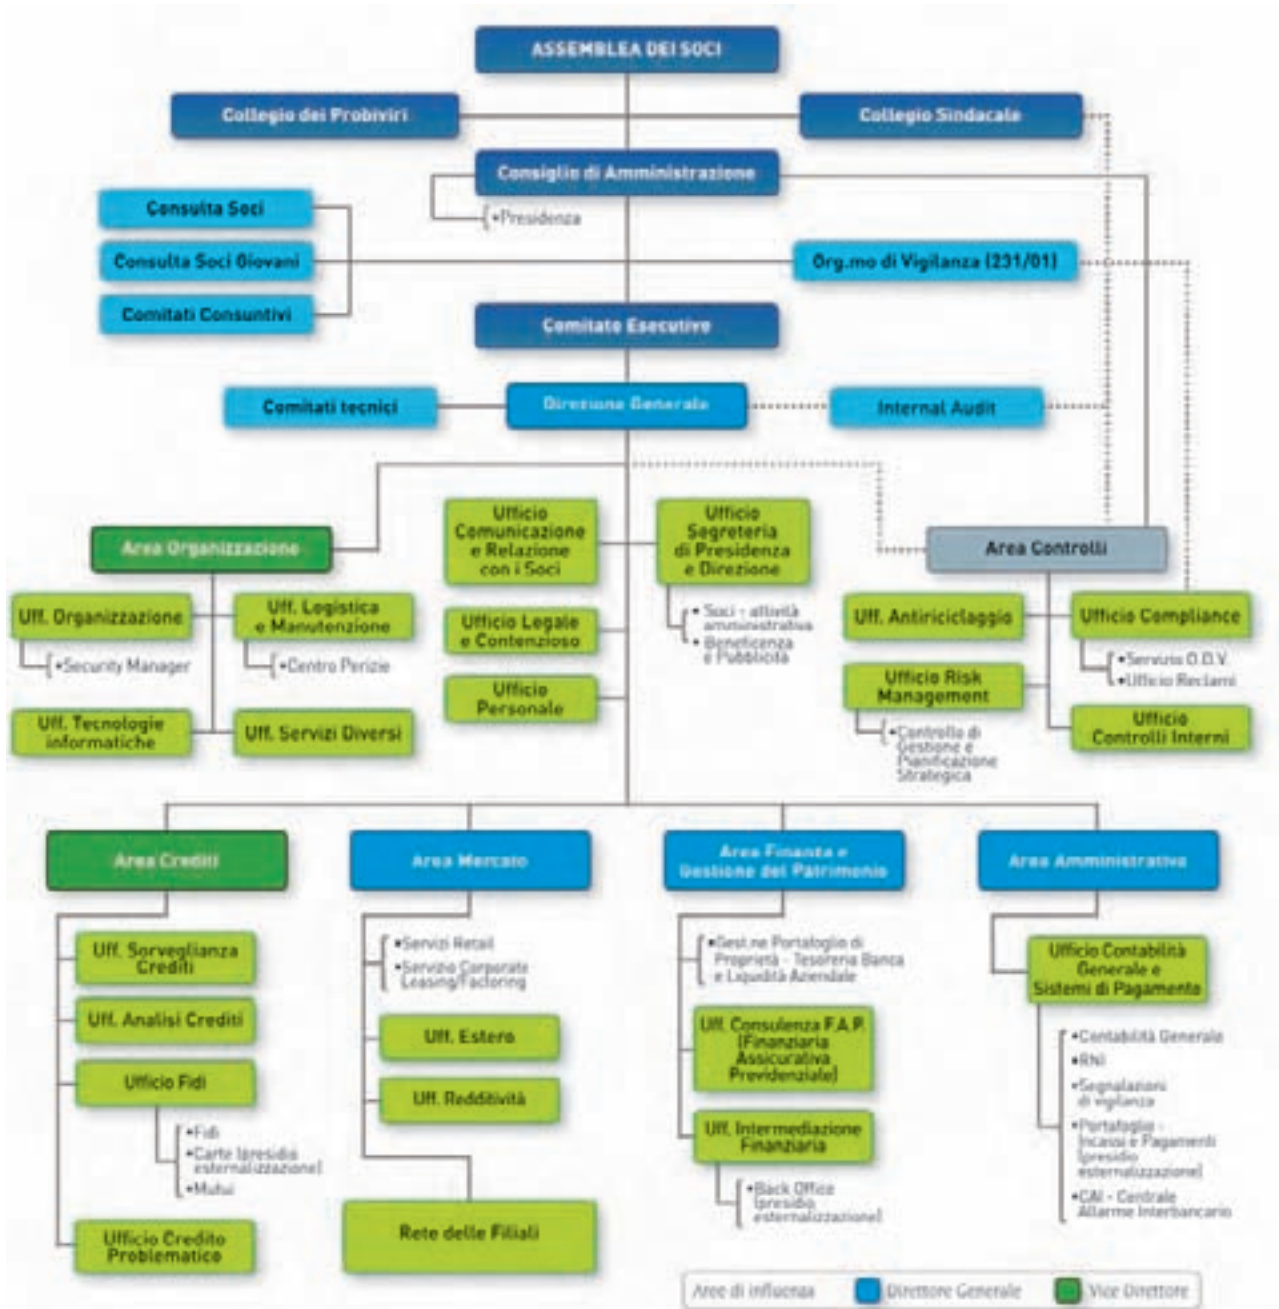 ASSEMBLEA DEI SOCI
Collegio dei Probiviri
Collegio Sindacale
Consiglio di Amministrazione
•Presidenza
Consulta Soci
Consulta Soci Giovani
Comitati Consuntivi
Org.mo di Vigilanza (231/01)
Comitato Esecutivo
Comitati tecnici
Direzione Generale
Internal Audit
Area Organizzazione
Ufficio
Comunicazione
e Relazione
con i Soci
Ufficio
Segreteria
di Presidenza
e Direzione
Area Controlli
Uff. Organizzazione
•Security Manager
Uff. Logistica
e Manutenzione
•Centro Perizie
Ufficio Legale
e Contenzioso
• Soci - attività
amministrativa
• Beneficenza
e Pubblicità
Uff. Antiriciclaggio
Ufficio Compliance
•Servizio O.D.V.
•Ufficio Reclami
Uff. Tecnologie
informatiche
Uff. Servizi Diversi
Ufficio
Personale
Ufficio Risk
Management
•Controllo di
Gestione e
Pianificazione
Strategica
Ufficio
Controlli Interni
Area Crediti
Area Mercato
Area Finanza e
Gestione del Patrimonio
Area Amministrativa
Uff. Sorveglianza
Crediti
Uff. Analisi Crediti
Ufficio Fidi
•Fidi
•Carte (presidio
esternalizzazione)
•Mutui
Ufficio Credito
Problematico
•Servizi Retail
•Servizio Corporate
Leasing/Factoring
Uff. Estero
Uff. Redditività
Rete delle Filiali
•Gest.ne Portafoglio di
Proprietà - Tesoreria Banca
e Liquidità Aziendale
Uff. Consulenza F.A.P.
(Finanziaria
Assicurativa
Previdenziale)
Uff. Intermediazione
Finanziaria
•Back Office
(presidio
esternalizzazione)
Ufficio Contabilità
Generale e
Sistemi di Pagamento
•Contabilità Generale
•RNI
•Segnalazioni
di vigilanza
•Portafoglio -
Incassi e Pagamenti
(presidio
esternalizzazione)
•CAI - Centrale
Allarme Interbancario
Aree di influenza
Direttore Generale
Vice Direttore